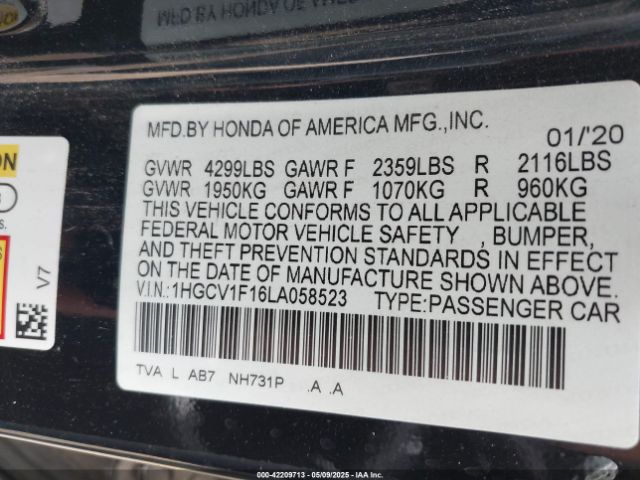 MFD.BY HONDA OF AMERICA MFG.,INC.
01/'20
GVWR 4299LBS GAWR F 2359LBS R 2116LBS
GVWR 1950KG GAWR F 1070KG R 960KG
THIS VEHICLE CONFORMS TO ALL APPLICABLE
FEDERAL MOTOR VEHICLE SAFETY , BUMPER,
AND THEFT PREVENTION STANDARDS IN EFFECT
ON THE DATE OF MANUFACTURE SHOWN ABOVE.
V.I.N.:1HGCV1F16LA058523 TYPE:PASSENGER CAR
TVA L AB7 NH731P .A .A
V7
000-42209713 - 05/09/2025 - IAA Inc.